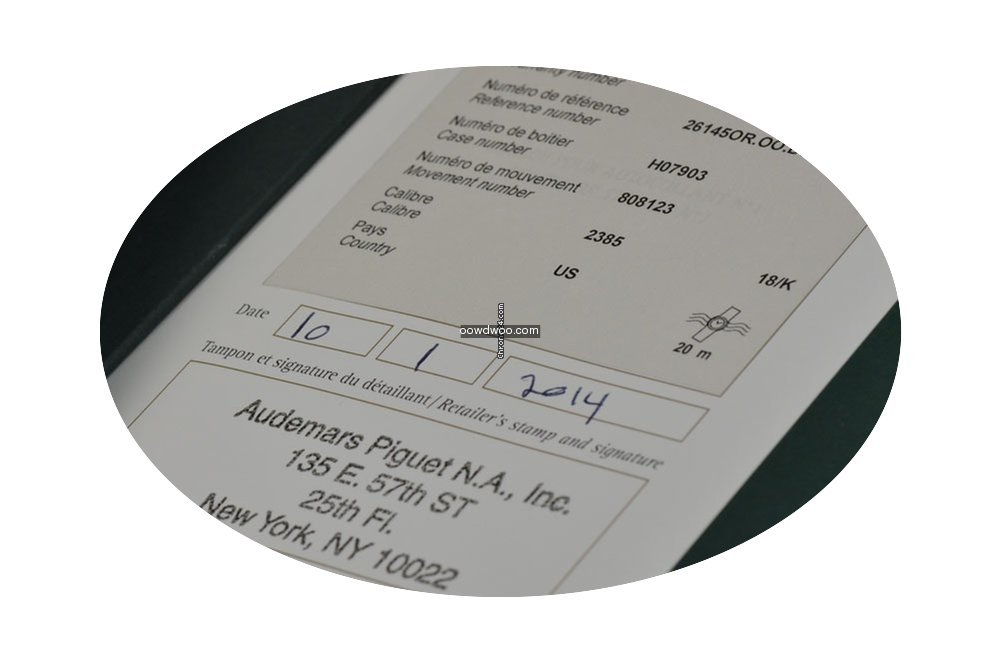 number
Numéro de référence
Reference number
26145OR.OO.
Numéro de boitier
Case number
H07903
Numéro de mouvement
Movement number
808123
Calibre
Calibre
2385
Pays
Country
US
18/K
20 m
Date
10
1
2014
Tampon et signature du détaillant/Retailer's stamp and signature
Audemars Piguet N.A., Inc.
135 E. 57th ST
25th Fl.
New York, NY 10022
oowdwoo.com